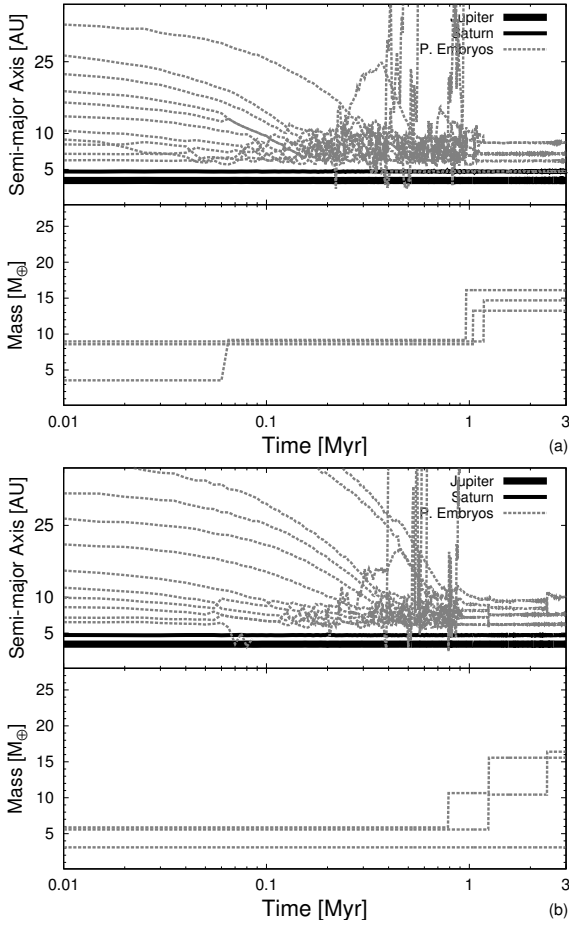 Semi-major Axis [AU]
25
10
5
Jupiter
Saturn
P. Embryos
Mass [M⊕]
25
20
15
10
5
0.01
0.1
1
3
Time [Myr]
(a)
Semi-major Axis [AU]
25
10
5
Jupiter
Saturn
P. Embryos
Mass [M⊕]
25
20
15
10
5
0.01
0.1
1
3
Time [Myr]
(b)